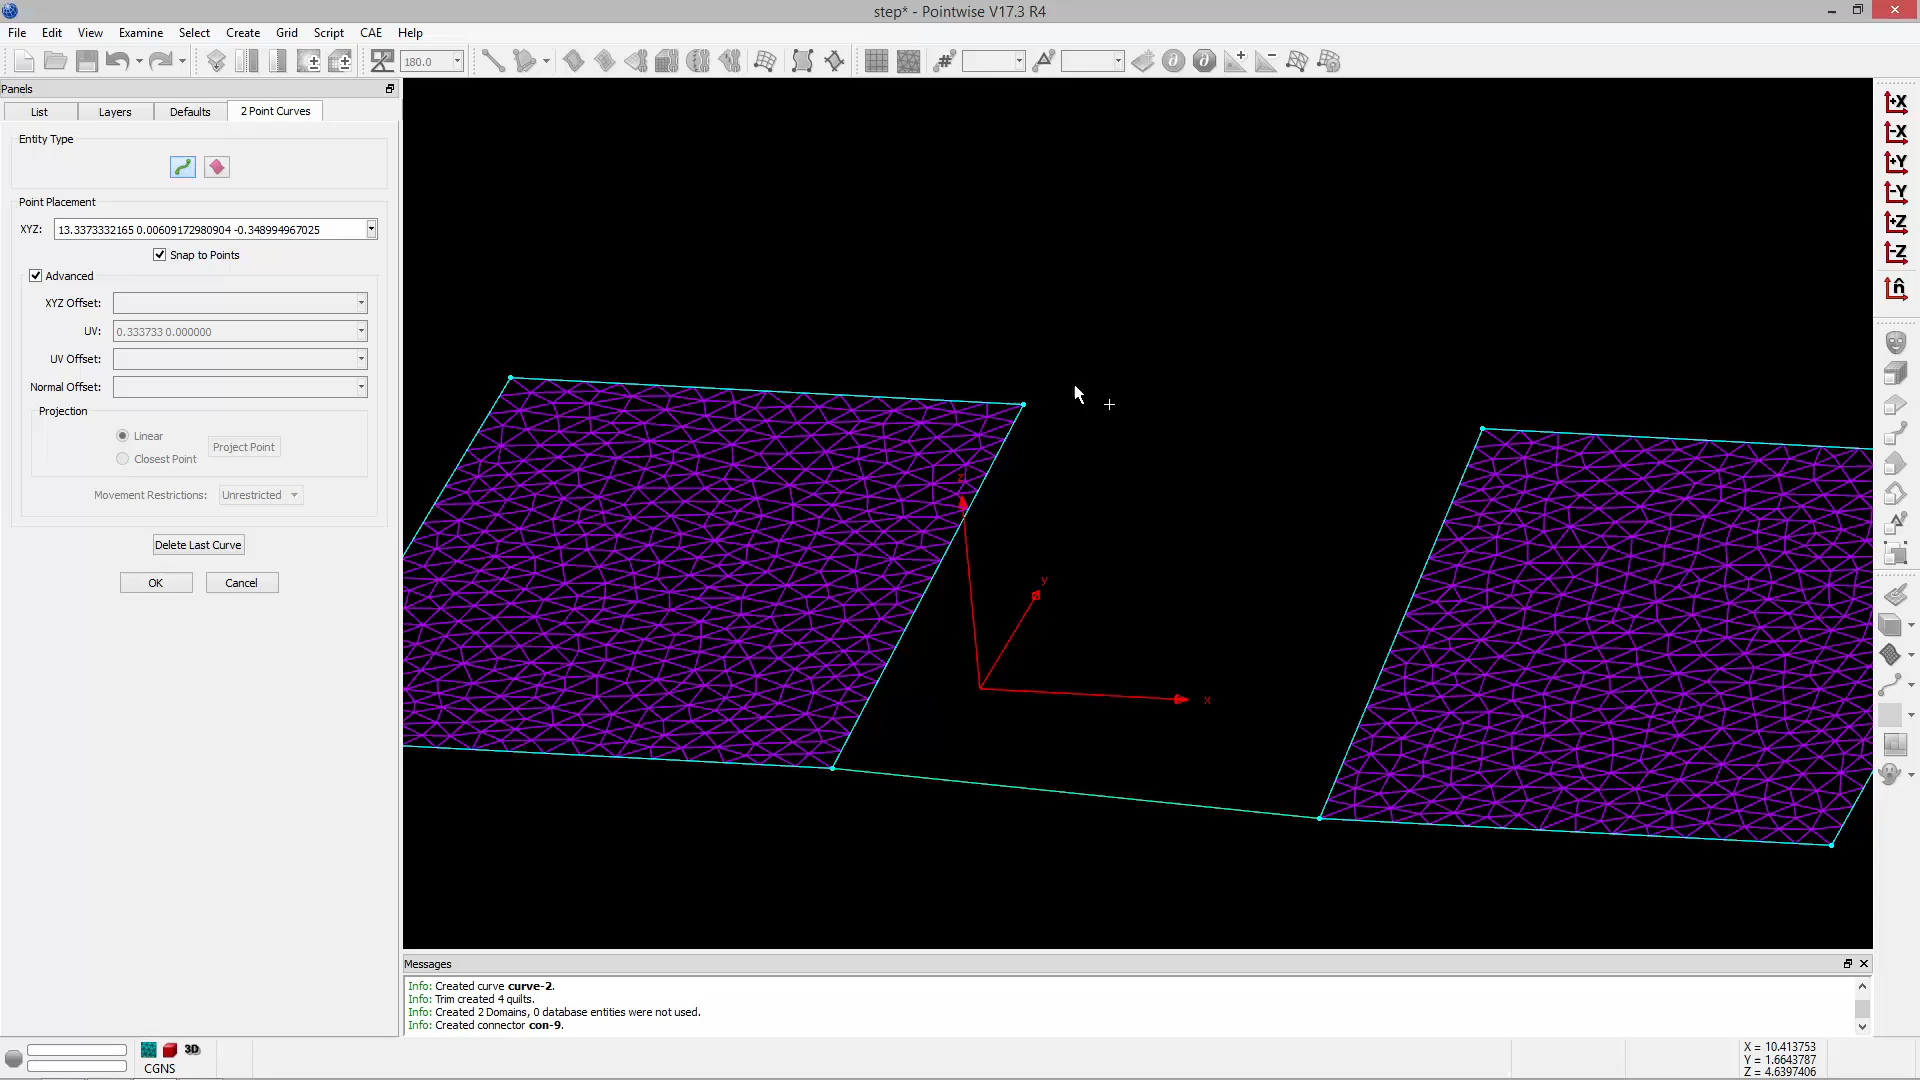 step* - Pointwise V17.3 R4
File Edit View Examine Select Create Grid Script CAE Help
180.0
Panels
List Layers Defaults 2 Point Curves
+X
-X
+Y
-Y
+Z
-Z
n̂
Entity Type
Point Placement
XYZ: 13.3373332165 0.00609172980904 -0.348994967025
Snap to Points
Advanced
XYZ Offset:
UV: 0.333733 0.000000
UV Offset:
Normal Offset:
Projection
Linear
Closest Point
Project Point
Movement Restrictions: Unrestricted
Delete Last Curve
OK Cancel
z
y
x
Messages
Info: Created curve curve-2.
Info: Trim created 4 quilts.
Info: Created 2 Domains, 0 database entities were not used.
Info: Created connector con-9.
3D
CGNS
X = 10.413753
Y = 1.6643787
Z = 4.6397406